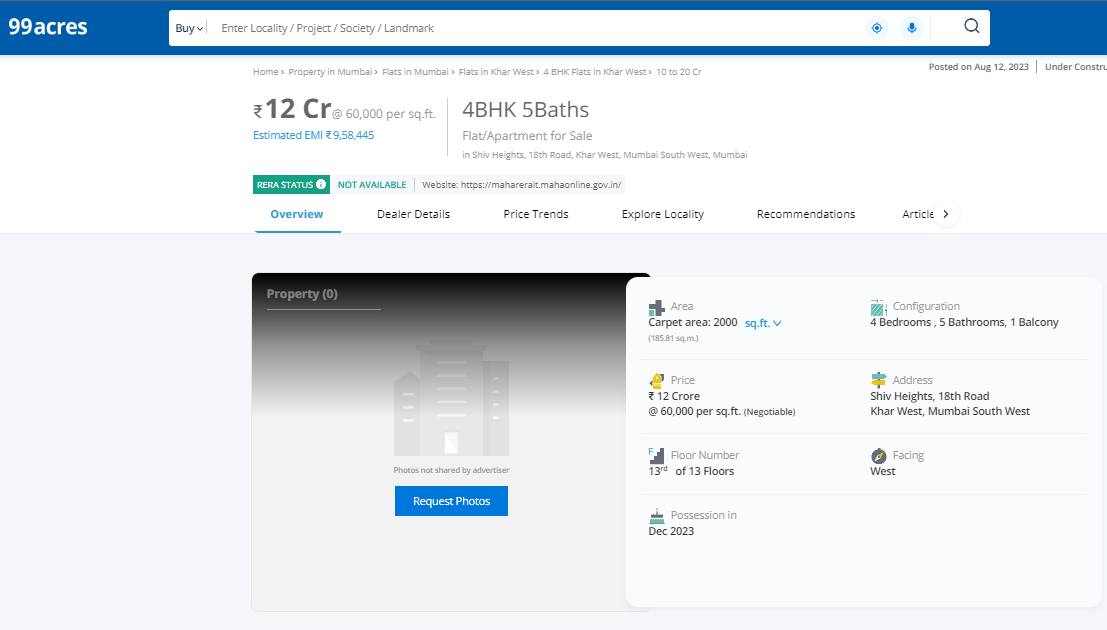 99acres
Buy
Enter Locality / Project / Society / Landmark
Home > Property in Mumbai > Flats in Mumbai > Flats in Khar West > 4 BHK Flats in Khar West > 10 to 20 Cr
Posted on Aug 12, 2023 | Under Constru
₹ 12 Cr @ 60,000 per sq.ft.
Estimated EMI ₹ 9,58,445
4BHK 5Baths
Flat/Apartment for Sale
in Shiv Heights, 18th Road, Khar West, Mumbai South West, Mumbai
RERA STATUS NOT AVAILABLE Website: https://maharerait.mahaonline.gov.in/
Overview Dealer Details Price Trends Explore Locality Recommendations Article
Property (0)
Photos not shared by advertiser
Request Photos
Area
Carpet area: 2000 sq.ft.
(185.81 sq.m.)
Configuration
4 Bedrooms , 5 Bathrooms, 1 Balcony
Price
₹ 12 Crore
@ 60,000 per sq.ft. (Negotiable)
Address
Shiv Heights, 18th Road
Khar West, Mumbai South West
Floor Number
13rd of 13 Floors
Facing
West
Possession in
Dec 2023